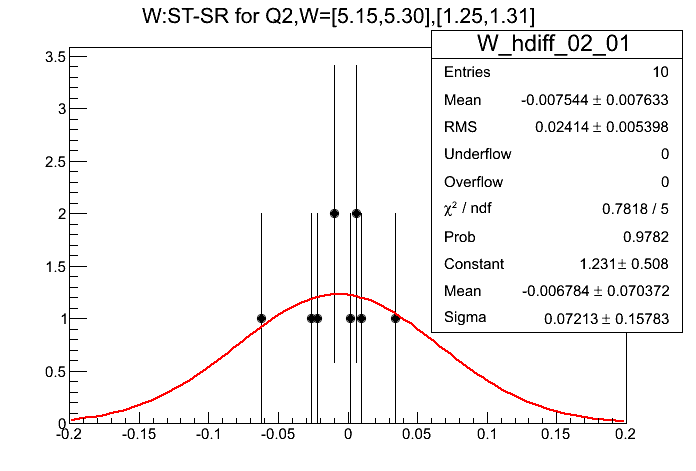 W:ST-SR for Q2,W=[5.15,5.30],[1.25,1.31]
W_hdiff_02_01
Entries 10
Mean -0.007544 ± 0.007633
RMS 0.02414 ± 0.005398
Underflow 0
Overflow 0
χ² / ndf 0.7818 / 5
Prob 0.9782
Constant 1.231 ± 0.508
Mean -0.006784 ± 0.070372
Sigma 0.07213 ± 0.15783
3.5
3
2.5
2
1.5
1
0.5
0
-0.2 -0.15 -0.1 -0.05 0 0.05 0.1 0.15 0.2